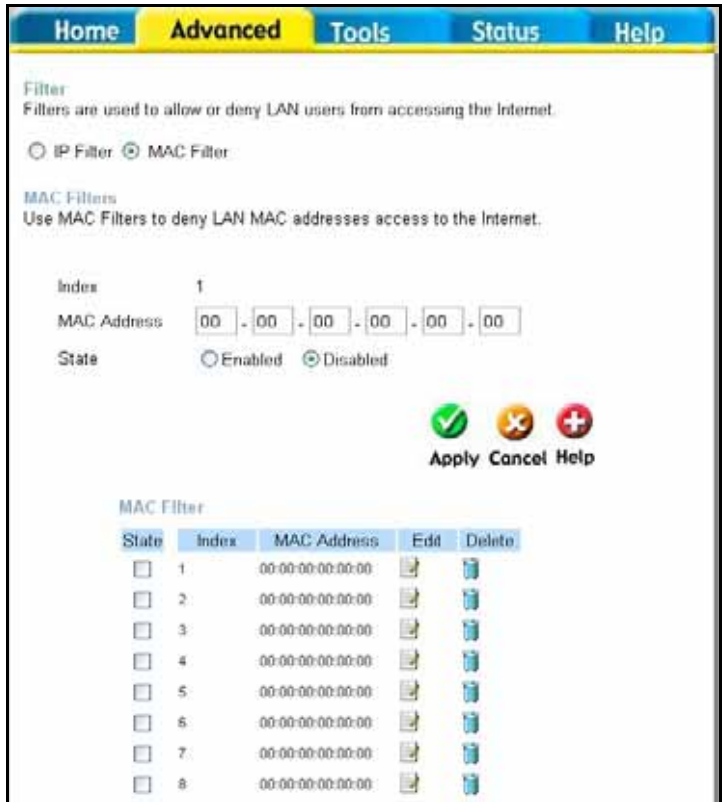 Home Advanced Tools Status Help
Filter
Filters are used to allow or deny LAN users from accessing the Internet.
IP Filter MAC Filter
MAC Filters
Use MAC Filters to deny LAN MAC addresses access to the Internet.
Index 1
MAC Address 00 - 00 - 00 - 00 - 00 - 00
State Enabled Disabled
Apply Cancel Help
MAC Filter
State Index MAC Address Edit Delete
1 00:00:00:00:00:00
2 00:00:00:00:00:00
3 00:00:00:00:00:00
4 00:00:00:00:00:00
5 00:00:00:00:00:00
6 00:00:00:00:00:00
7 00:00:00:00:00:00
8 00:00:00:00:00:00